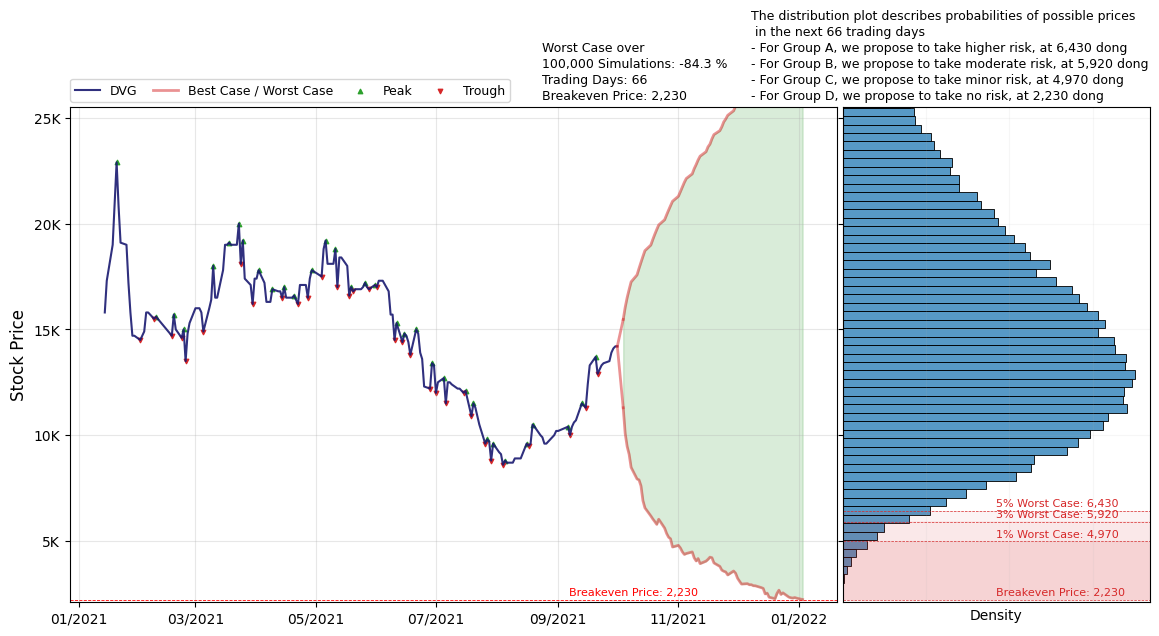 The distribution plot describes probabilities of possible prices
in the next 66 trading days
- For Group A, we propose to take higher risk, at 6,430 dong
- For Group B, we propose to take moderate risk, at 5,920 dong
- For Group C, we propose to take minor risk, at 4,970 dong
- For Group D, we propose to take no risk, at 2,230 dong
Worst Case over
100,000 Simulations: -84.3 %
Trading Days: 66
Breakeven Price: 2,230
DVG
Best Case / Worst Case
Peak
Trough
Stock Price
25K
20K
15K
10K
5K
Breakeven Price: 2,230
01/2021
03/2021
05/2021
07/2021
09/2021
11/2021
01/2022
5% Worst Case: 6,430
3% Worst Case: 5,920
1% Worst Case: 4,970
Breakeven Price: 2,230
Density